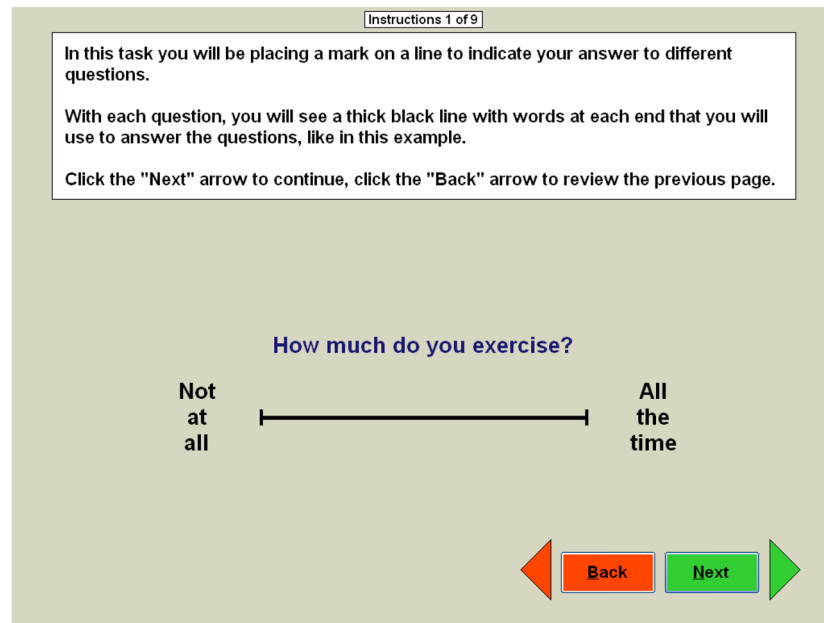 Instructions 1 of 9
In this task you will be placing a mark on a line to indicate your answer to different
questions.
With each question, you will see a thick black line with words at each end that you will
use to answer the questions, like in this example.
Click the "Next" arrow to continue, click the "Back" arrow to review the previous page.
How much do you exercise?
Not
at
all
All
the
time
Back
Next